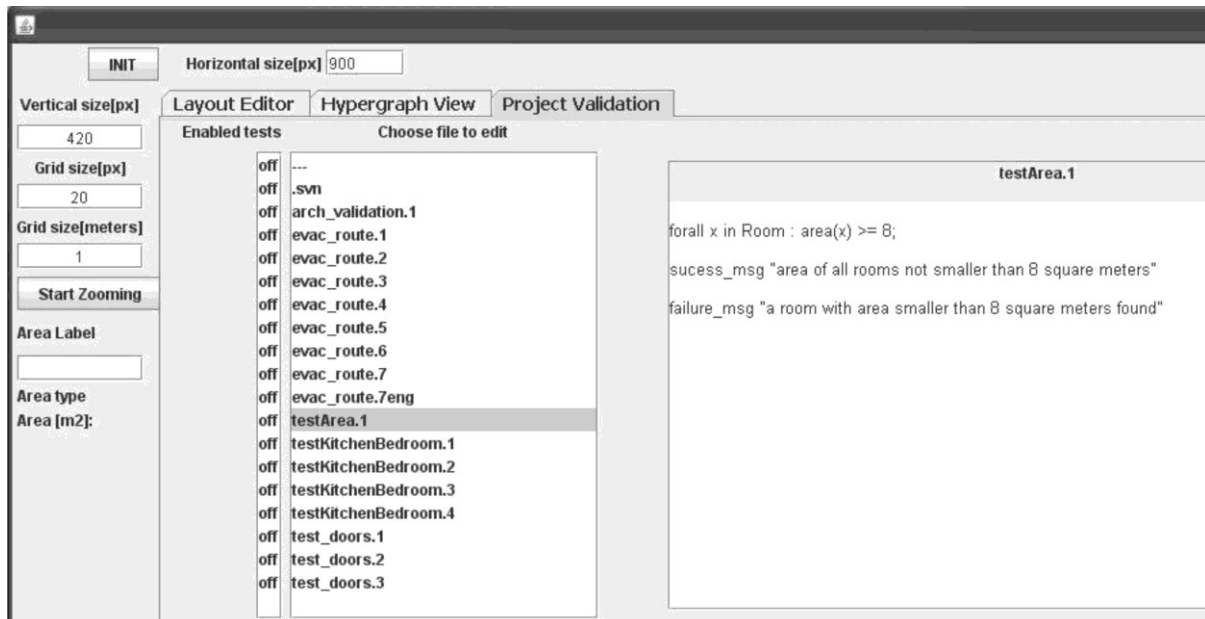 INIT
Horizontal size[px] 900
Vertical size[px]
420
Grid size[px]
20
Grid size[meters]
1
Start Zooming
Area Label
Area type
Area [m2]:
Layout Editor Hypergraph View Project Validation
Enabled tests Choose file to edit
off ---
off .svn
off arch_validation.1
off evac_route.1
off evac_route.2
off evac_route.3
off evac_route.4
off evac_route.5
off evac_route.6
off evac_route.7
off evac_route.7eng
off testArea.1
off testKitchenBedroom.1
off testKitchenBedroom.2
off testKitchenBedroom.3
off testKitchenBedroom.4
off test_doors.1
off test_doors.2
off test_doors.3
testArea.1
forall x in Room : area(x) >= 8;
sucess_msg "area of all rooms not smaller than 8 square meters"
failure_msg "a room with area smaller than 8 square meters found"